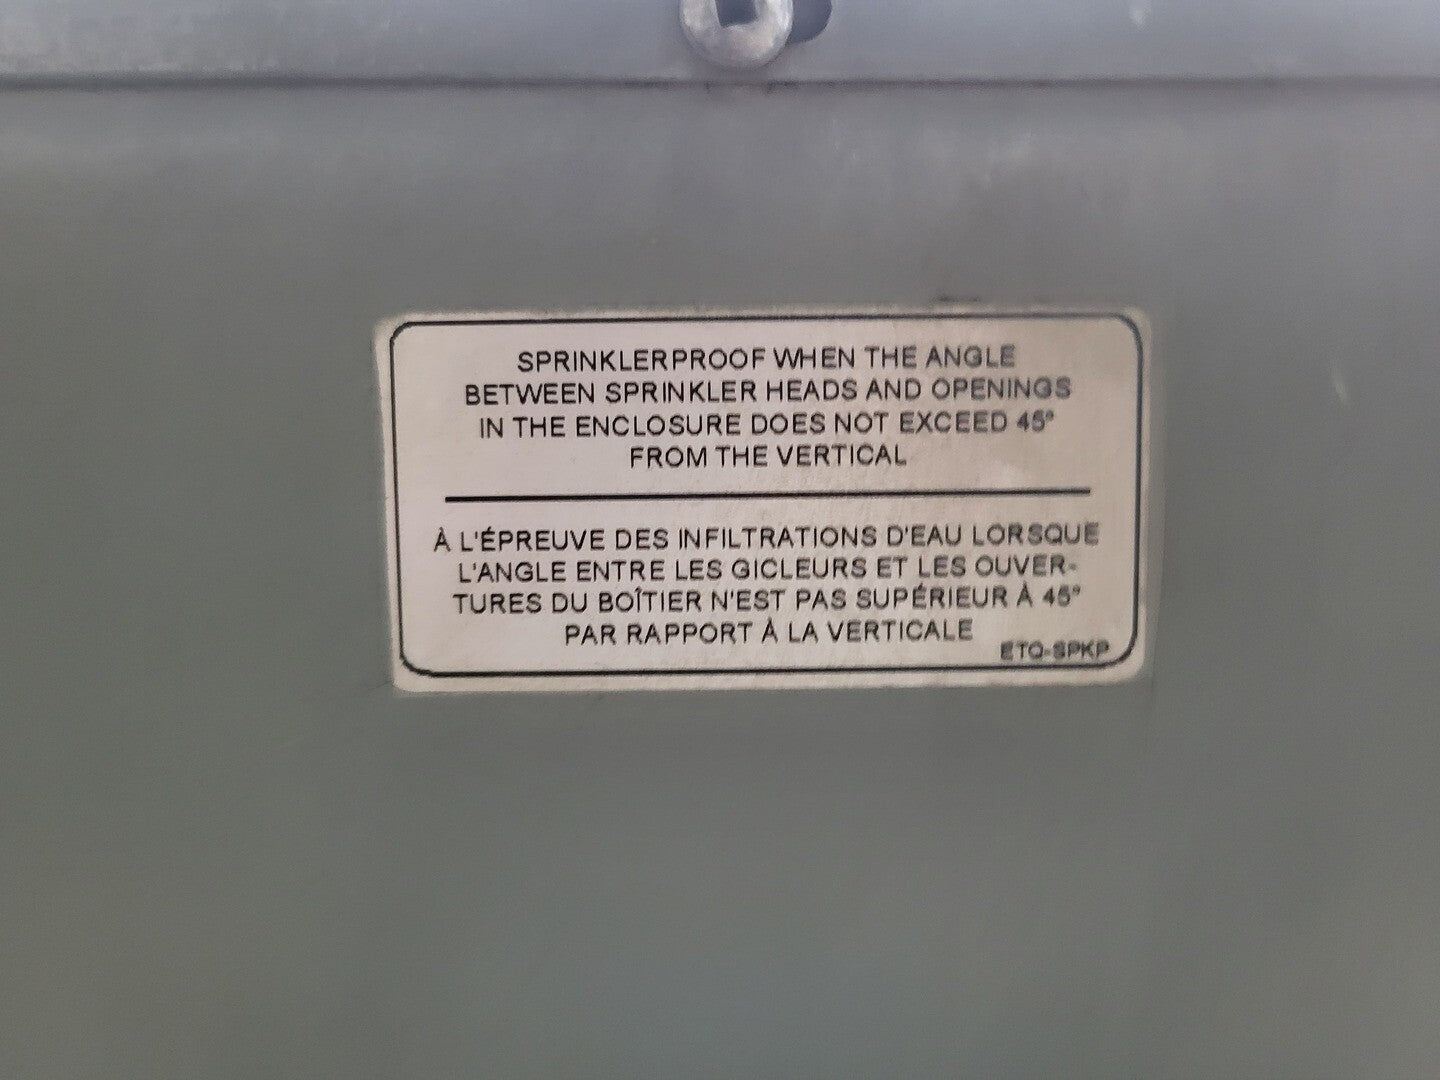 SPRINKLERPROOF WHEN THE ANGLE
BETWEEN SPRINKLER HEADS AND OPENINGS
IN THE ENCLOSURE DOES NOT EXCEED 45°
FROM THE VERTICAL
À L'ÉPREUVE DES INFILTRATIONS D'EAU LORSQUE
L'ANGLE ENTRE LES GICLEURS ET LES OUVER-
TURES DU BOÎTIER N'EST PAS SUPÉRIEUR À 45°
PAR RAPPORT À LA VERTICALE
ETQ-SPKP